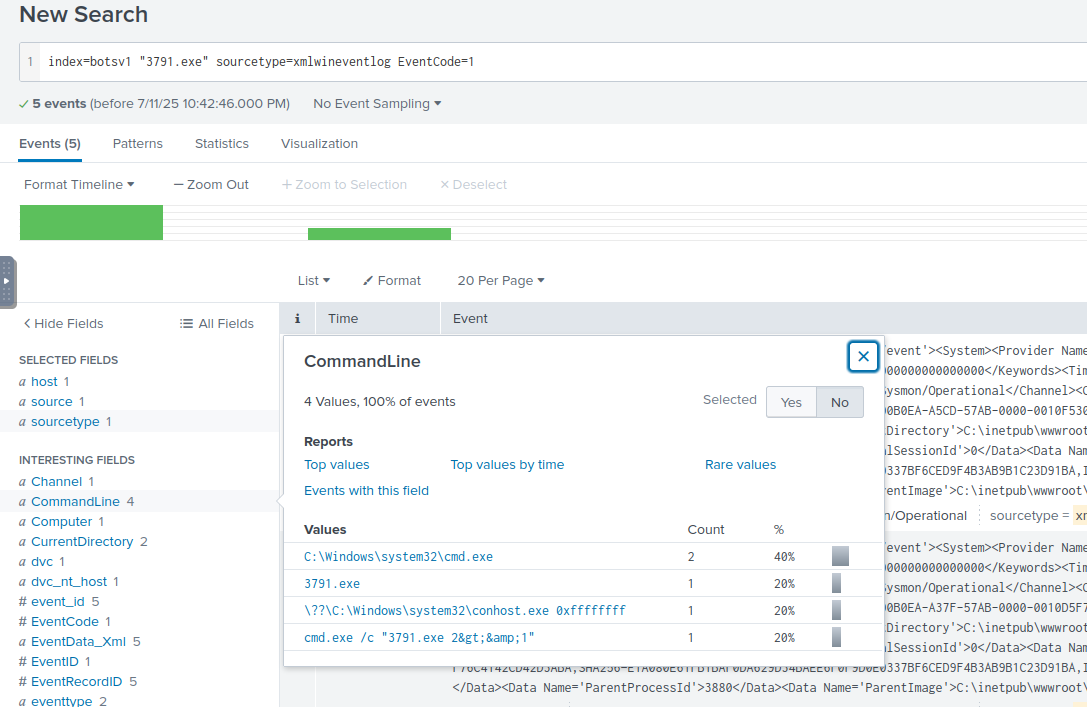 New Search
1 index=botsv1 "3791.exe" sourcetype=xmlwineventlog EventCode=1
5 events (before 7/11/25 10:42:46.000 PM) No Event Sampling
Events (5) Patterns Statistics Visualization
Format Timeline — Zoom Out + Zoom to Selection × Deselect
List Format 20 Per Page
< Hide Fields All Fields i Time Event
SELECTED FIELDS
a host 1
a source 1
a sourcetype 1
INTERESTING FIELDS
a Channel 1
a CommandLine 4
a Computer 1
a CurrentDirectory 2
a dvc 1
a dvc_nt_host 1
# event_id 5
# EventCode 1
a EventData_Xml 5
# EventID 1
# EventRecordID 5
a eventtype 2
CommandLine
4 Values, 100% of events Selected Yes No
Reports
Top values Top values by time Rare values
Events with this field
Values Count %
C:\Windows\system32\cmd.exe 2 40%
3791.exe 1 20%
\??\C:\Windows\system32\conhost.exe 0xffffffff 1 20%
cmd.exe /c "3791.exe 2&gt;&amp;1" 1 20%
event'><System><Provider Name
00000000000000</Keywords><Tim
ysmon/Operational</Channel><C
00B0EA-A5CD-57AB-0000-0010F530
Directory'>C:\inetpub\wwwroot
alSessionId'>0</Data><Data Nam
0337BF6CED9F4B3AB9B1C23D91BA,I
entImage'>C:\inetpub\wwwroot\
n/Operational sourcetype = xr
event'><System><Provider Name
00000000000000</Keywords><Tim
ysmon/Operational</Channel><C
00B0EA-A37F-57AB-0000-0010D5F7
Directory'>C:\inetpub\wwwroot
alSessionId'>0</Data><Data Nam
0337BF6CED9F4B3AB9B1C23D91BA,I
</Data><Data Name='ParentProcessId'>3880</Data><Data Name='ParentImage'>C:\inetpub\wwwroot\